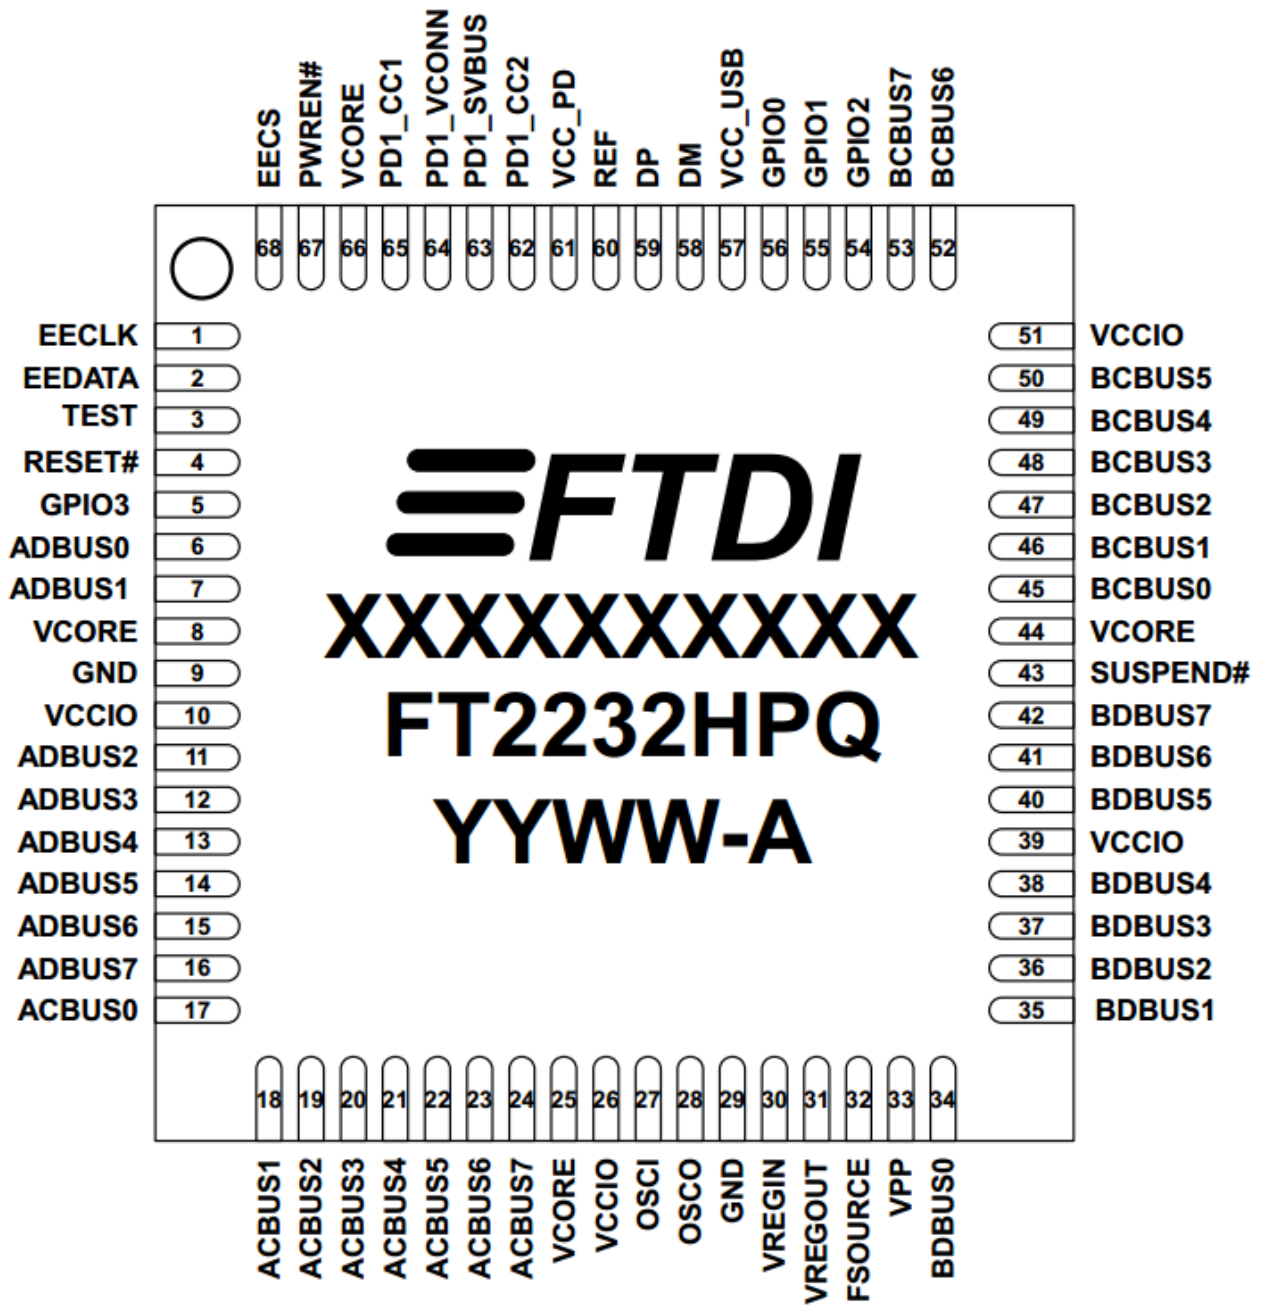 EECS
PWREN#
VCORE
PD1_CC1
PD1_VCONN
PD1_SVBUS
PD1_CC2
VCC_PD
REF
DP
DM
VCC_USB
GPIO0
GPIO1
GPIO2
BCBUS7
BCBUS6
68 67 66 65 64 63 62 61 60 59 58 57 56 55 54 53 52
EECLK 1
EEDATA 2
TEST 3
RESET# 4
GPIO3 5
ADBUS0 6
ADBUS1 7
VCORE 8
GND 9
VCCIO 10
ADBUS2 11
ADBUS3 12
ADBUS4 13
ADBUS5 14
ADBUS6 15
ADBUS7 16
ACBUS0 17
FTDI
XXXXXXXXXX
FT2232HPQ
YYWW-A
51 VCCIO
50 BCBUS5
49 BCBUS4
48 BCBUS3
47 BCBUS2
46 BCBUS1
45 BCBUS0
44 VCORE
43 SUSPEND#
42 BDBUS7
41 BDBUS6
40 BDBUS5
39 VCCIO
38 BDBUS4
37 BDBUS3
36 BDBUS2
35 BDBUS1
18 19 20 21 22 23 24 25 26 27 28 29 30 31 32 33 34
ACBUS1
ACBUS2
ACBUS3
ACBUS4
ACBUS5
ACBUS6
ACBUS7
VCORE
VCCIO
OSCI
OSCO
GND
VREGIN
VREGOUT
FSOURCE
VPP
BDBUS0